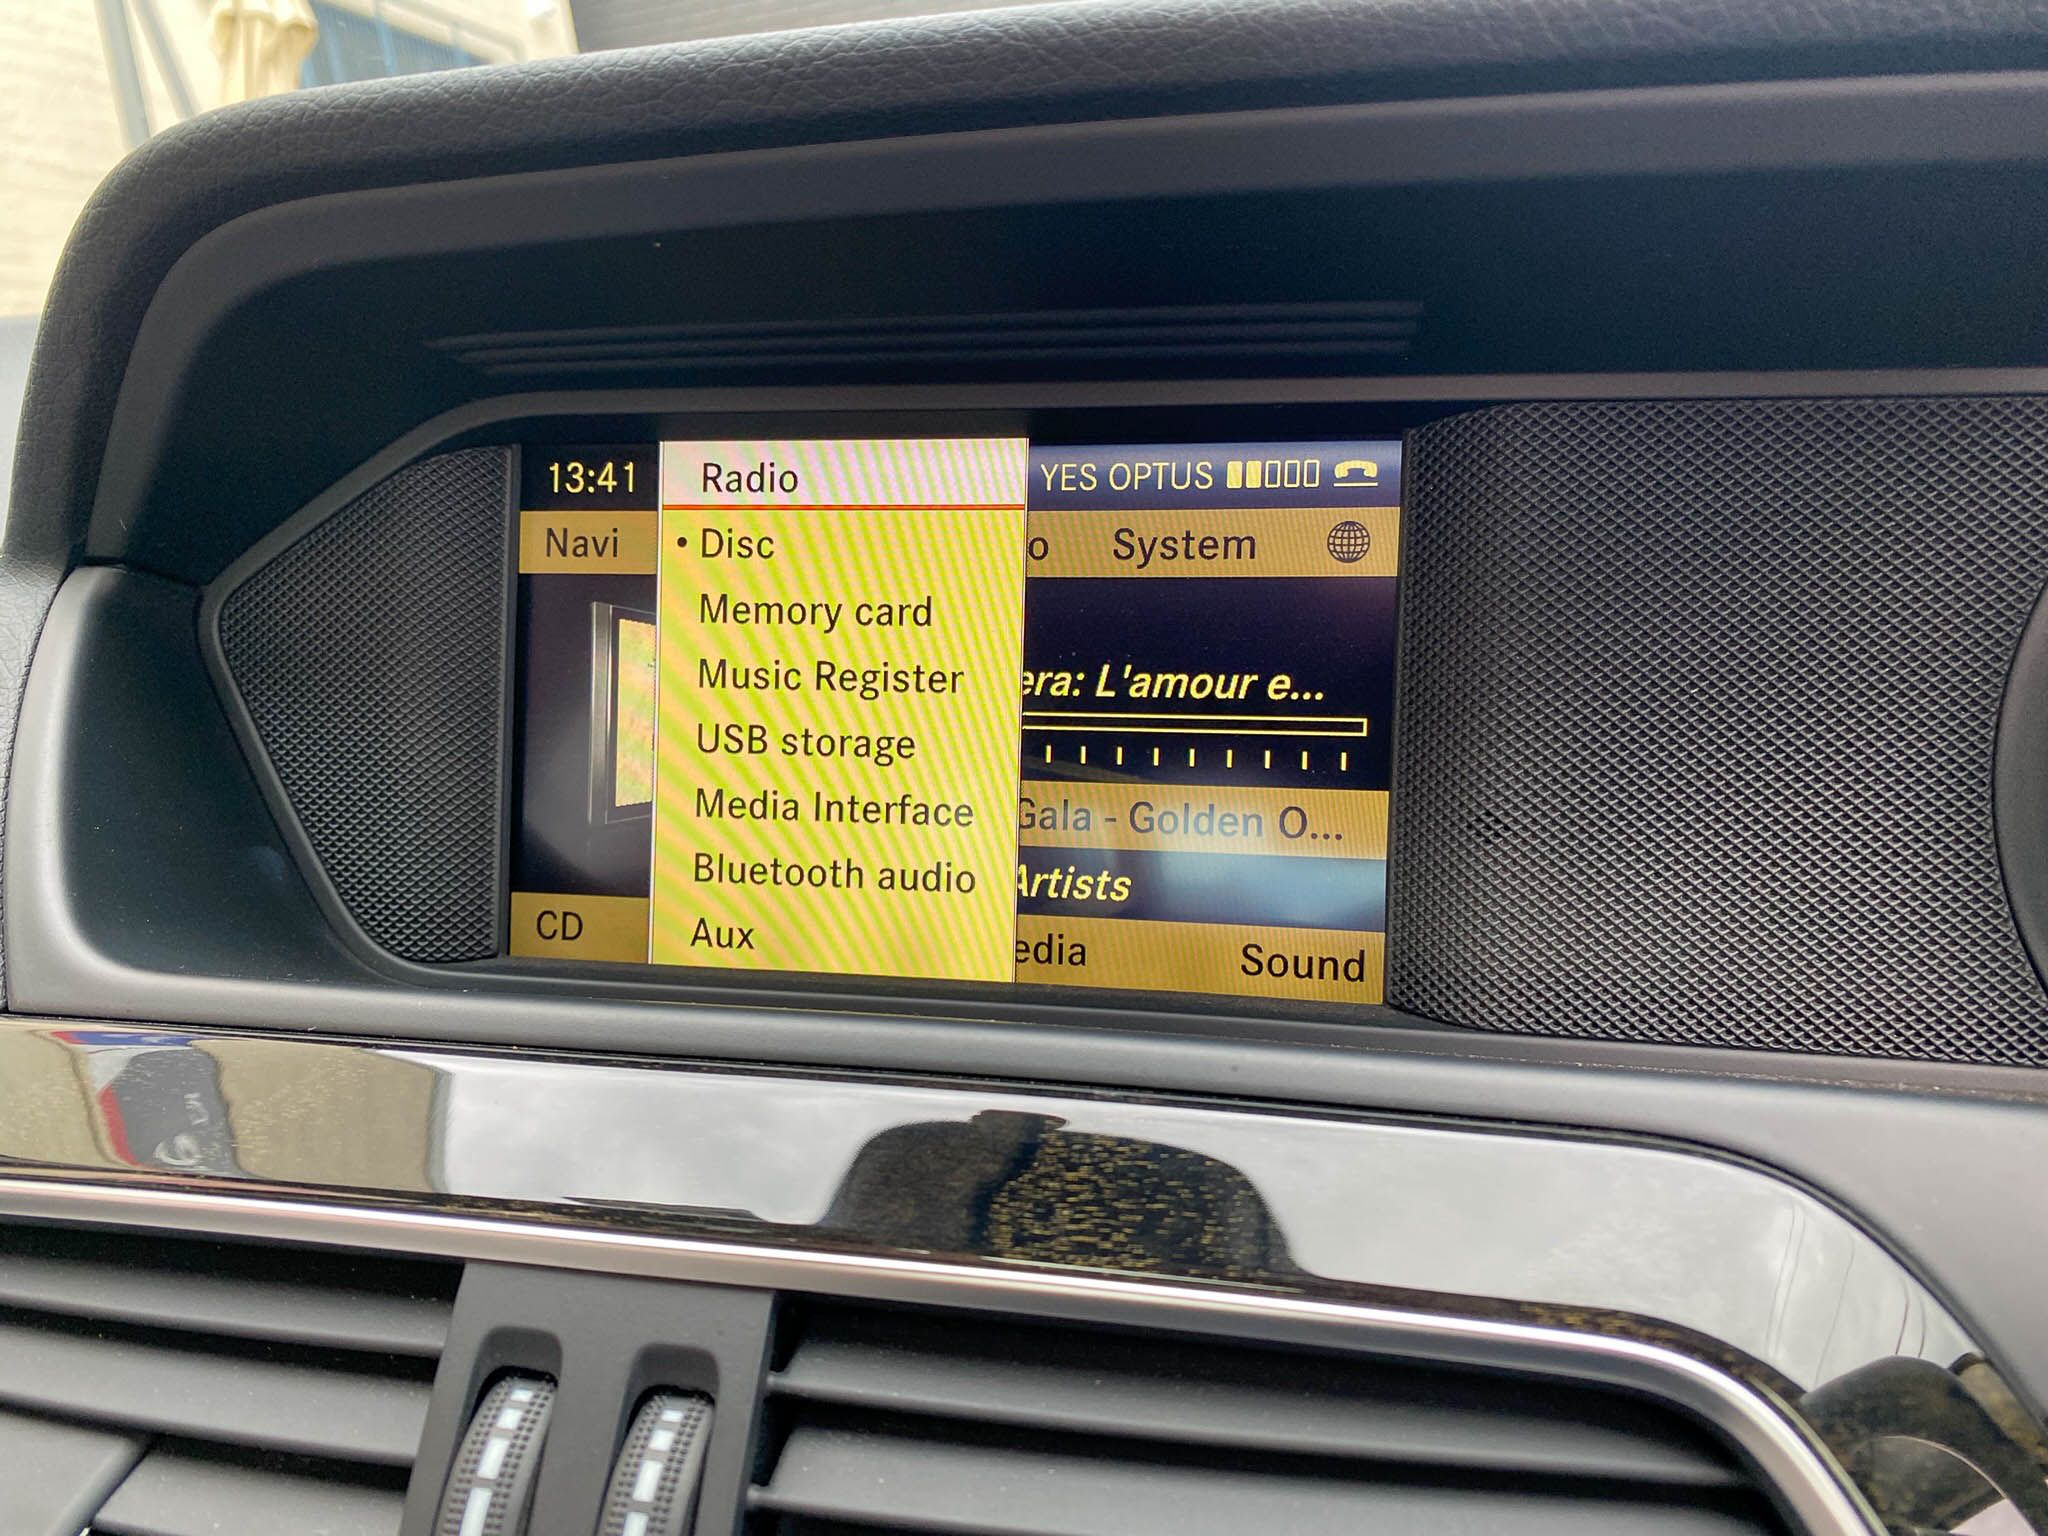 13:41
Radio
YES OPTUS
Navi
• Disc
o
System
Memory card
Music Register
era: L'amour e...
USB storage
Media Interface
Gala - Golden O...
Bluetooth audio
Artists
CD
Aux
edia
Sound